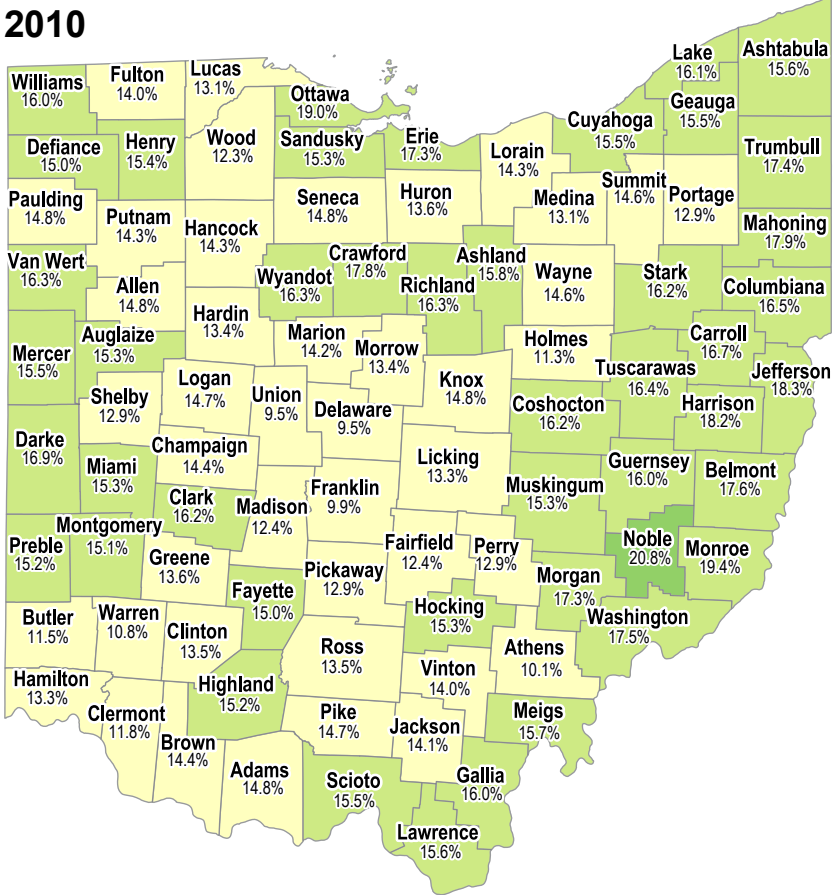 2010
Williams
16.0%
Fulton
14.0%
Lucas
13.1%
Ottawa
19.0%
Lake
16.1%
Ashtabula
15.6%
Geauga
15.5%
Cuyahoga
15.5%
Defiance
15.0%
Henry
15.4%
Wood
12.3%
Sandusky
15.3%
Erie
17.3%
Lorain
14.3%
Trumbull
17.4%
Paulding
14.8%
Putnam
14.3%
Hancock
14.3%
Seneca
14.8%
Huron
13.6%
Medina
13.1%
Summit
14.6%
Portage
12.9%
Mahoning
17.9%
Van Wert
16.3%
Allen
14.8%
Wyandot
16.3%
Crawford
17.8%
Richland
16.3%
Ashland
15.8%
Wayne
14.6%
Stark
16.2%
Columbiana
16.5%
Mercer
15.5%
Auglaize
15.3%
Hardin
13.4%
Marion
14.2%
Morrow
13.4%
Holmes
11.3%
Tuscarawas
16.4%
Carroll
16.7%
Jefferson
18.3%
Shelby
12.9%
Logan
14.7%
Union
9.5%
Delaware
9.5%
Knox
14.8%
Coshocton
16.2%
Harrison
18.2%
Darke
16.9%
Miami
15.3%
Champaign
14.4%
Licking
13.3%
Muskingum
15.3%
Guernsey
16.0%
Belmont
17.6%
Clark
16.2%
Madison
12.4%
Franklin
9.9%
Preble
15.2%
Montgomery
15.1%
Greene
13.6%
Fayette
15.0%
Pickaway
12.9%
Fairfield
12.4%
Perry
12.9%
Morgan
17.3%
Noble
20.8%
Monroe
19.4%
Butler
11.5%
Warren
10.8%
Clinton
13.5%
Ross
13.5%
Hocking
15.3%
Athens
10.1%
Washington
17.5%
Hamilton
13.3%
Clermont
11.8%
Brown
14.4%
Highland
15.2%
Adams
14.8%
Pike
14.7%
Vinton
14.0%
Jackson
14.1%
Meigs
15.7%
Scioto
15.5%
Gallia
16.0%
Lawrence
15.6%